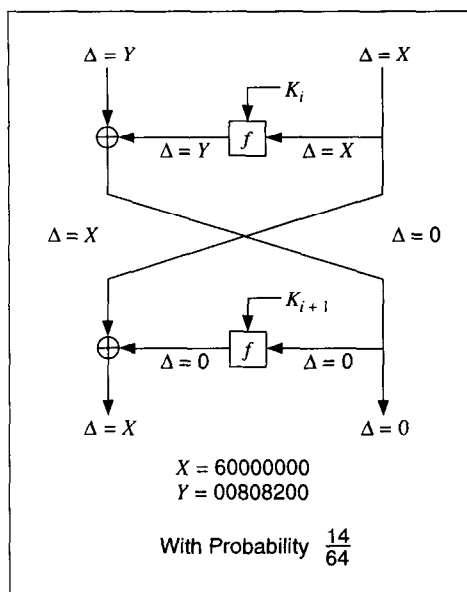 Δ = Y
Δ = X
K_i
f
Δ = Y
Δ = X
Δ = X
Δ = 0
K_{i+1}
f
Δ = 0
Δ = 0
Δ = X
Δ = 0
X = 60000000
Y = 00808200
With Probability 14/64